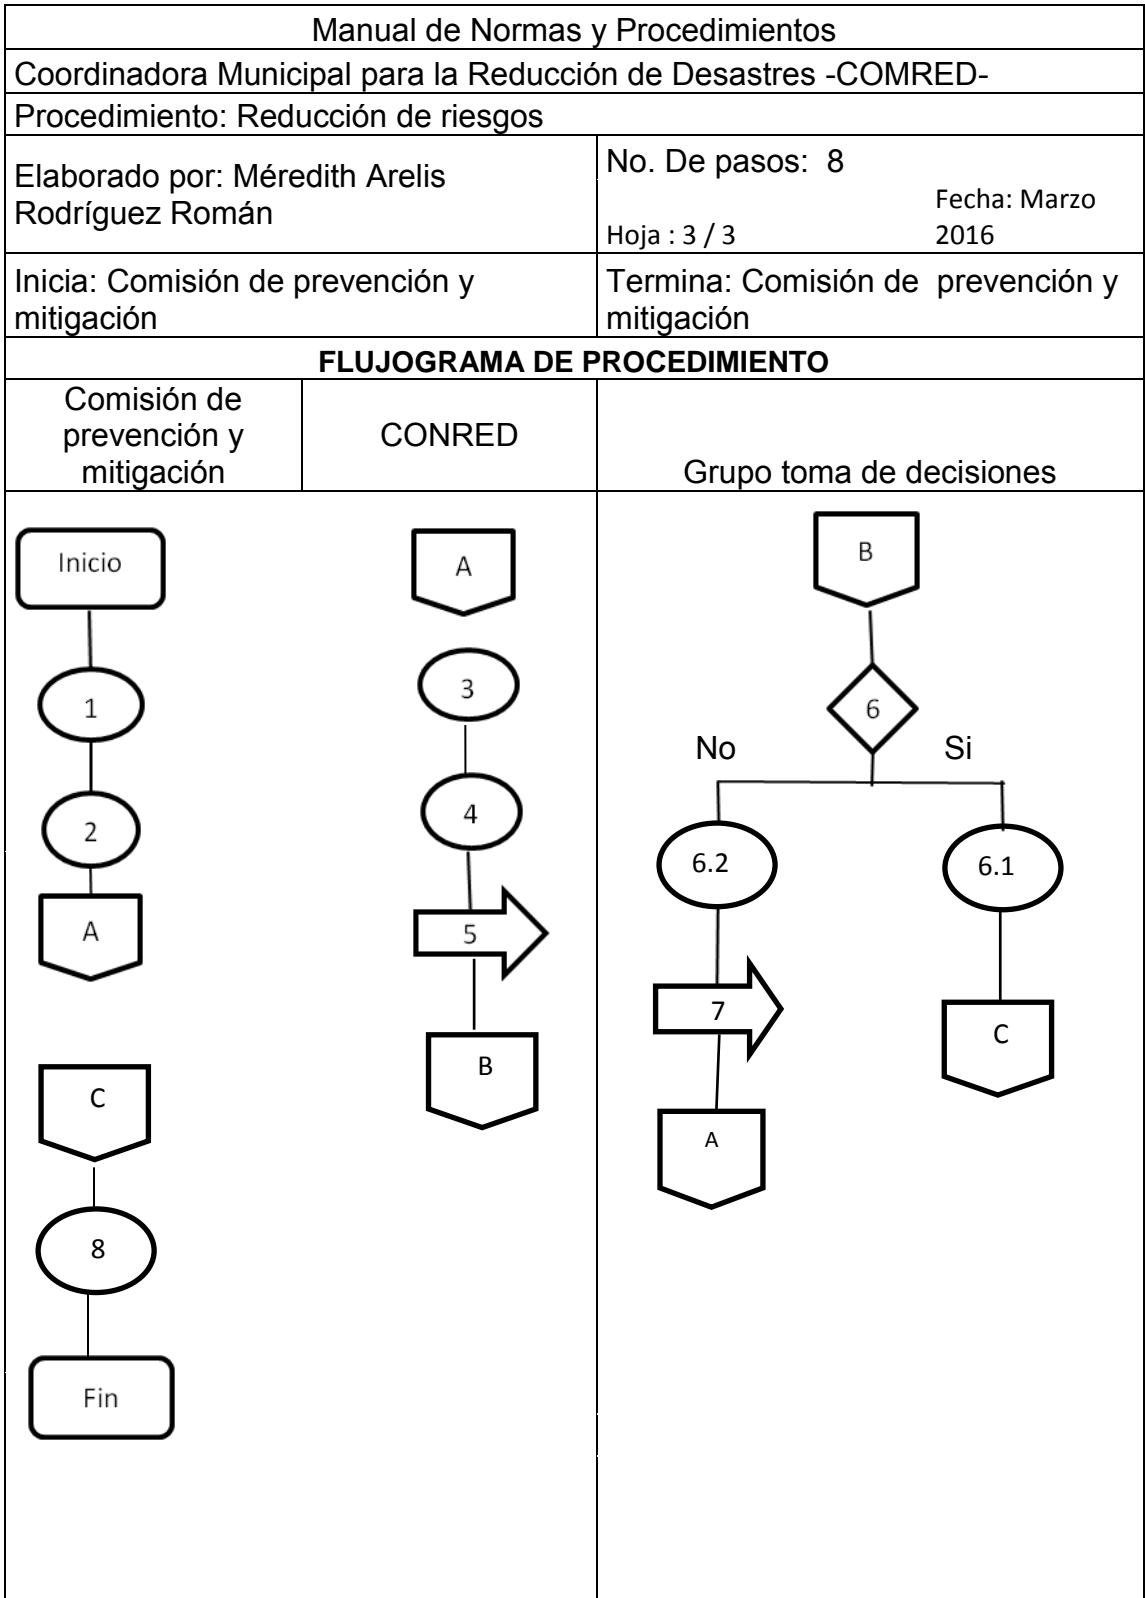 Manual de Normas y Procedimientos
Coordinadora Municipal para la Reducción de Desastres -COMRED-
Procedimiento: Reducción de riesgos
Elaborado por: Méredith Arelis
Rodríguez Román
No. De pasos: 8
Fecha: Marzo
Hoja : 3 / 3 2016
Inicia: Comisión de prevención y
mitigación
Termina: Comisión de prevención y
mitigación
FLUJOGRAMA DE PROCEDIMIENTO
Comisión de
prevención y
mitigación
CONRED
Grupo toma de decisiones
Inicio
1
2
A
C
8
Fin
A
3
4
5
B
B
6
No Si
6.2 6.1
7
C
A